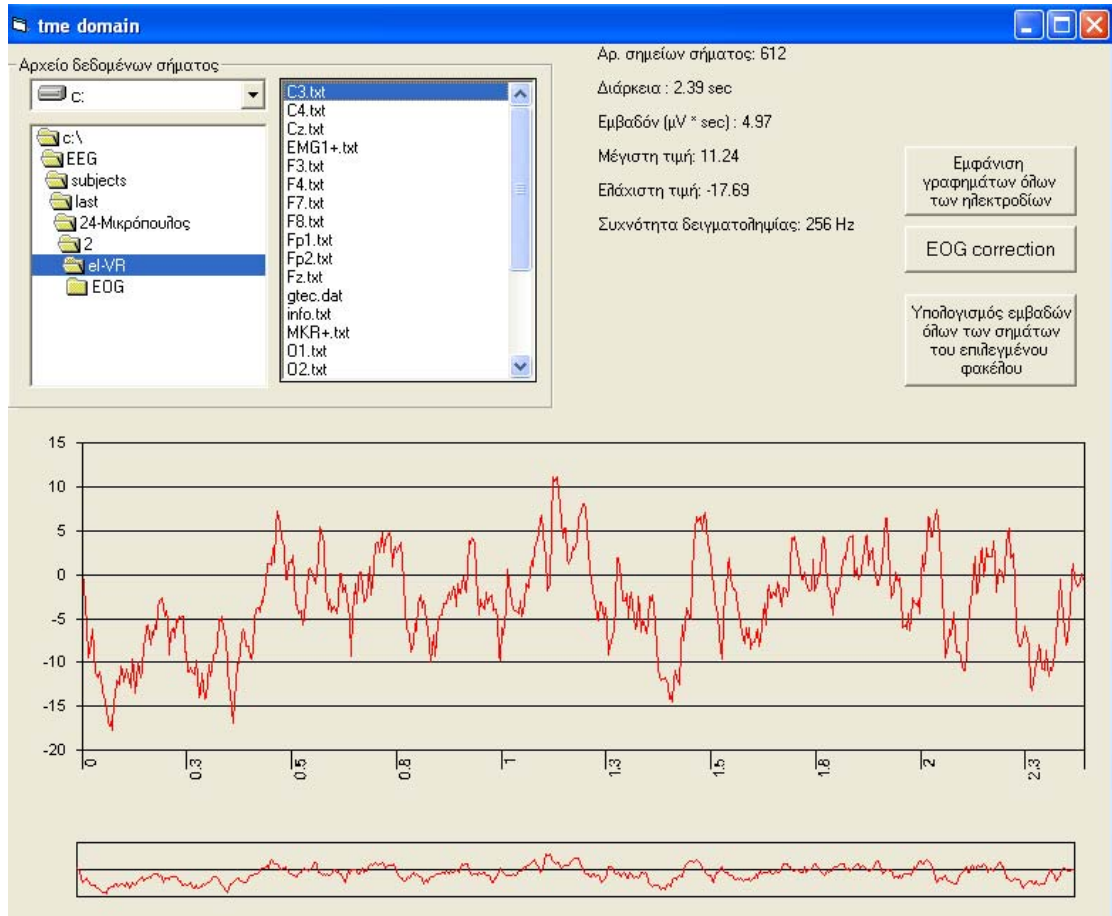 tme domain
Αρχείο δεδομένων σήματος
c:
c:\
EEG
subjects
last
24-Μικρόπουλος
2
el-VR
EOG
C3.txt
C4.txt
Cz.txt
EMG1+.txt
F3.txt
F4.txt
F7.txt
F8.txt
Fp1.txt
Fp2.txt
Fz.txt
gtec.dat
info.txt
MKR+.txt
O1.txt
O2.txt
Αρ. σημείων σήματος: 612
Διάρκεια : 2.39 sec
Εμβαδόν (μV * sec) : 4.97
Μέγιστη τιμή: 11.24
Ελάχιστη τιμή: -17.69
Συχνότητα δειγματοληψίας: 256 Hz
Εμφάνιση
γραφημάτων όλων
των ηλεκτροδίων
EOG correction
Υπολογισμός εμβαδών
όλων των σημάτων
του επιλεγμένου
φακέλου
15
10
5
0
-5
-10
-15
-20
0
0.3
0.5
0.8
1
1.3
1.5
1.8
2
2.3